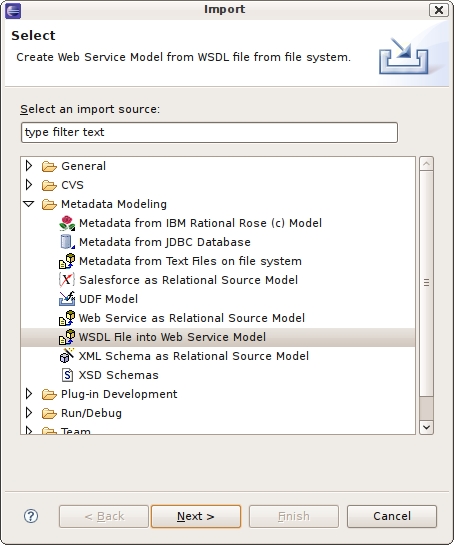 Import
Select
Create Web Service Model from WSDL file from file system.
Select an import source:
type filter text
General
CVS
Metadata Modeling
Metadata from IBM Rational Rose (c) Model
Metadata from JDBC Database
Metadata from Text Files on file system
Salesforce as Relational Source Model
UDF Model
Web Service as Relational Source Model
WSDL File into Web Service Model
XML Schema as Relational Source Model
XSD Schemas
Plug-in Development
Run/Debug
Team
< Back
Next >
Finish
Cancel